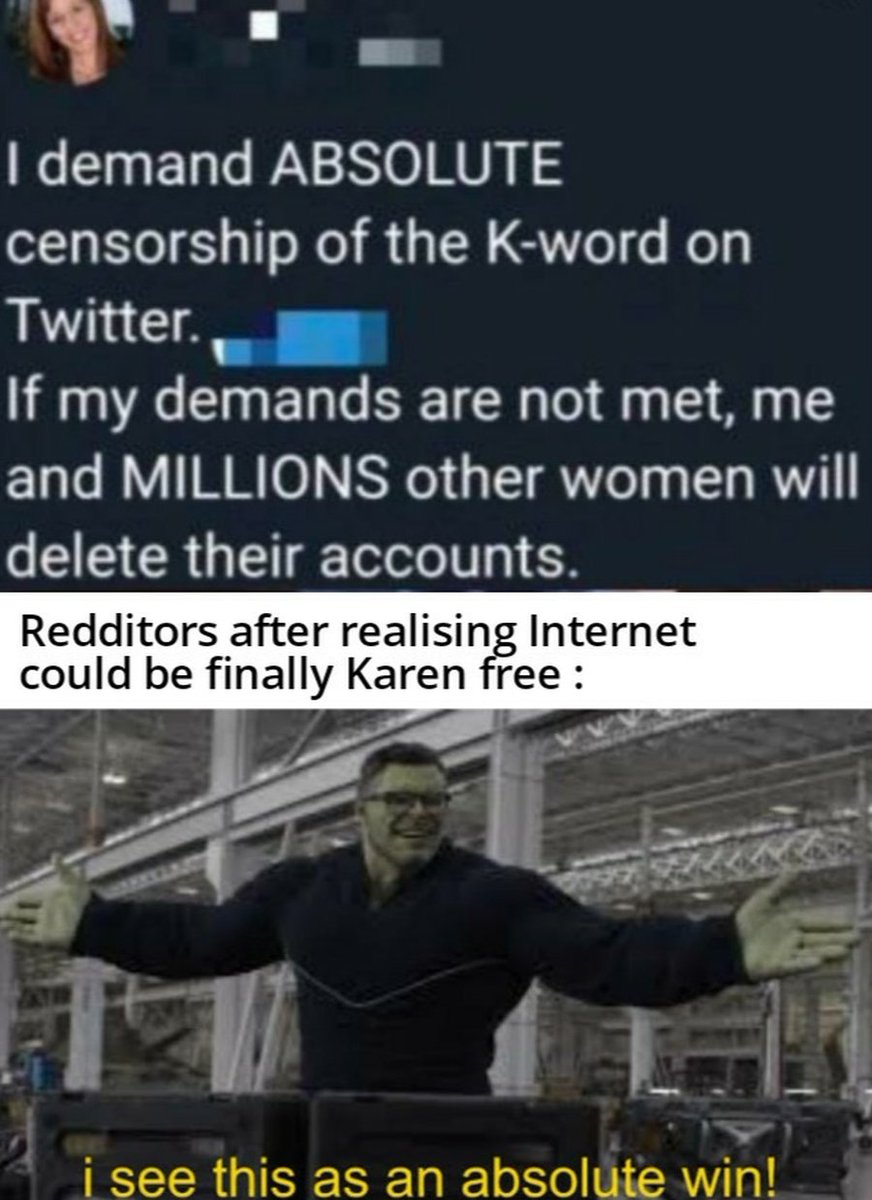 I demand ABSOLUTE
censorship of the K-word on
Twitter.
If my demands are not met, me
and MILLIONS other women will
delete their accounts.
Redditors after realising Internet
could be finally Karen free :
i see this as an absolute win!